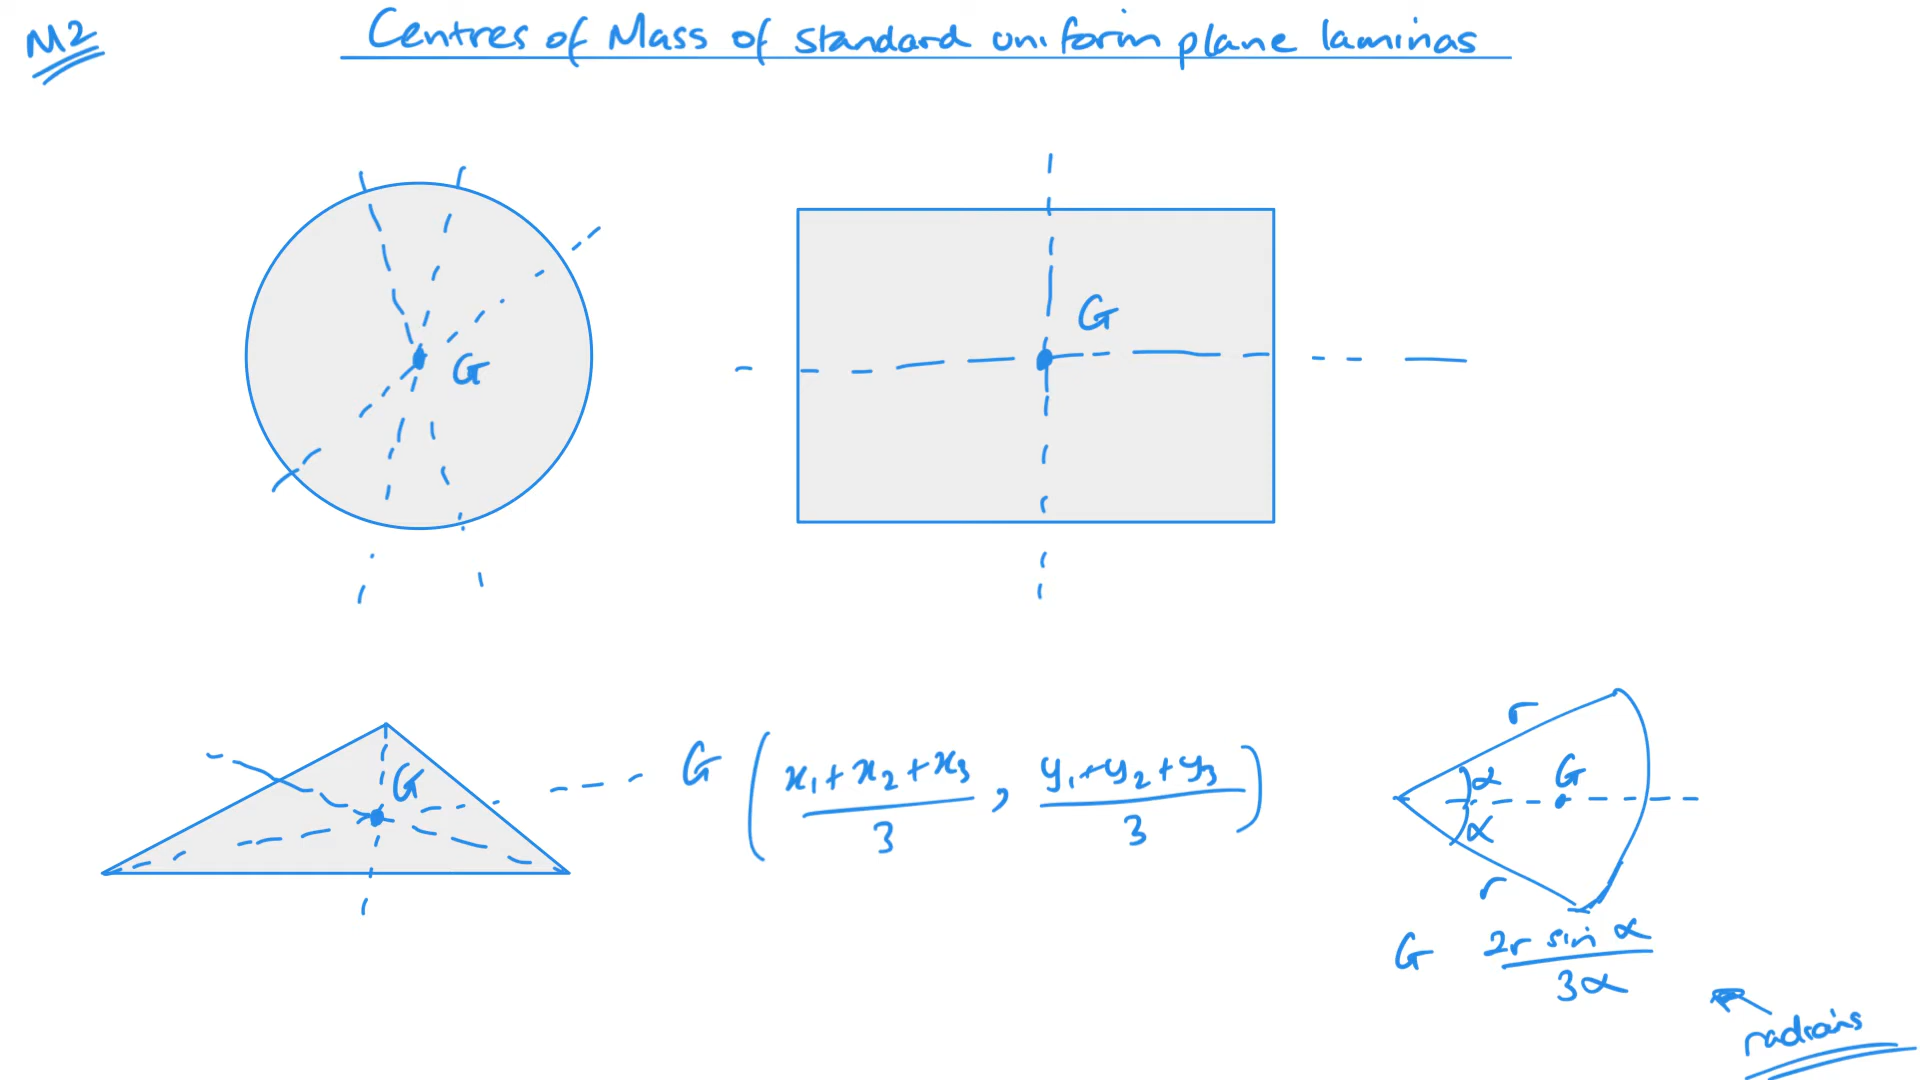 M2
Centres of Mass of standard uniform plane laminas
G
G
G
G ( x₁+x₂+x₃ / 3 , y₁+y₂+y₃ / 3 )
r
α
G
α
r
G 2r sin α / 3α
radians